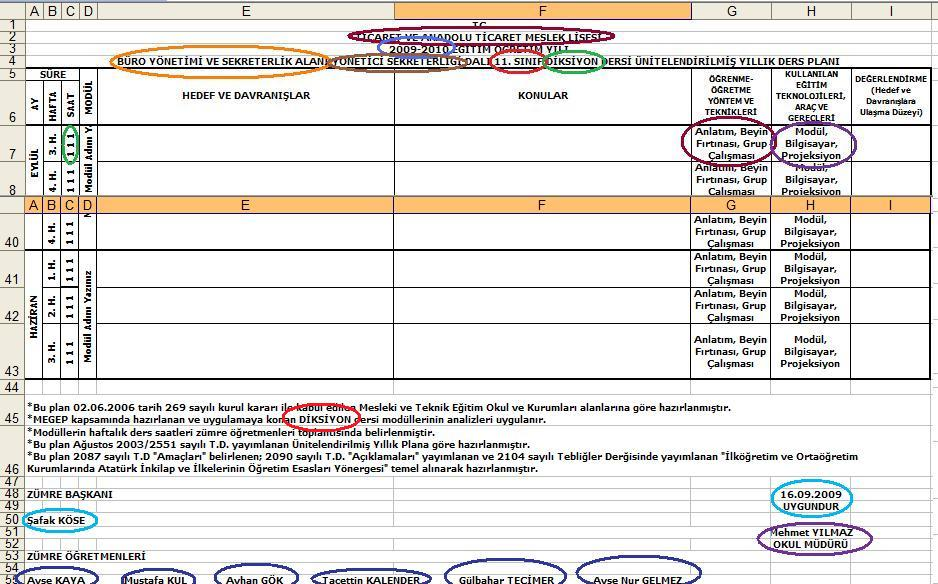 A B C D E F G H I
1 T.C.
2 TİCARET VE ANADOLU TİCARET MESLEK LİSESİ
3 2009-2010 EĞİTİM ÖĞRETİM YILI
4 BÜRO YÖNETİMİ VE SEKRETERLİK ALANI YÖNETİCİ SEKRETERLİĞİ DALI 11. SINIF DİKSİYON DERSİ ÜNİTELENDİRİLMİŞ YILLIK DERS PLANI
5 SÜRE
6 AY HAFTA SAAT MODÜL HEDEF VE DAVRANIŞLAR KONULAR
ÖĞRENME-
ÖĞRETME
YÖNTEM VE
TEKNİKLERİ
KULLANILAN
EĞİTİM
TEKNOLOJİLERİ,
ARAÇ VE
GEREÇLERİ
DEĞERLENDİRME
(Hedef ve
Davranışlara
Ulaşma Düzeyi)
EYLÜL
Modül Adını Y
7 3. H. 1 1 1
Anlatım, Beyin
Fırtınası, Grup
Çalışması
Modül,
Bilgisayar,
Projeksiyon
8 4. H. 1 1 1
Anlatım, Beyin
Fırtınası, Grup
Çalışması
Modül,
Bilgisayar,
Projeksiyon
A B C D E F G H I
40 4. H. 1 1 1
Anlatım, Beyin
Fırtınası, Grup
Çalışması
Modül,
Bilgisayar,
Projeksiyon
HAZİRAN
Modül Adını Yazınız
41 1. H. 1 1 1
Anlatım, Beyin
Fırtınası, Grup
Çalışması
Modül,
Bilgisayar,
Projeksiyon
42 2. H. 1 1 1
Anlatım, Beyin
Fırtınası, Grup
Çalışması
Modül,
Bilgisayar,
Projeksiyon
43 3. H. 1 1 1
Anlatım, Beyin
Fırtınası, Grup
Çalışması
Modül,
Bilgisayar,
Projeksiyon
44
*Bu plan 02.06.2006 tarih 269 sayılı kurul kararı ile kabul edilen Mesleki ve Teknik Eğitim Okul ve Kurumları alanlarına göre hazırlanmıştır.
45 *MEGEP kapsamında hazırlanan ve uygulamaya konan DİKSİYON dersi modüllerinin analizleri uygulanır.
*Modüllerin haftalık ders saatleri zümre öğretmenleri toplantısında belirlenmiştir.
*Bu plan Ağustos 2003/2551 sayılı T.D. yayımlanan Ünitelendirilmiş Yıllık Plana göre hazırlanmıştır.
*Bu plan 2087 sayılı T.D "Amaçları" belirlenen; 2090 sayılı T.D. "Açıklamaları" yayımlanan ve 2104 sayılı Tebliğler Derğisinde yayımlanan "İlköğretim ve Ortaöğretim
46 Kurumlarında Atatürk İnkilap ve İlkelerinin Öğretim Esasları Yönergesi" temel alınarak hazırlanmıştır.
47
48 ZÜMRE BAŞKANI 16.09.2009
49 UYGUNDUR
50 Şafak KÖSE
51 Mehmet YILMAZ
52 OKUL MÜDÜRÜ
53 ZÜMRE ÖĞRETMENLERİ
54
55 Ayşe KAYA Mustafa KUL Ayhan GÖK Tacettin KALENDER Gülbahar TECİMER Ayşe Nur GELMEZ